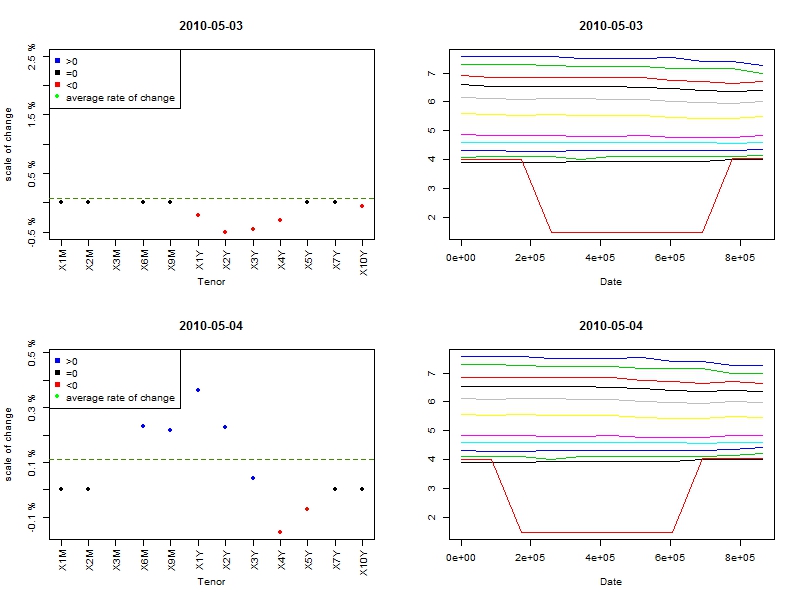 2010-05-03
2010-05-03
2.5 %
1.5 %
0.5 %
-0.5 %
scale of change
>0
=0
<0
average rate of change
X1M
X2M
X3M
X6M
X9M
X1Y
X2Y
X3Y
X4Y
X5Y
X7Y
X10Y
Tenor
7
6
5
4
3
2
0e+00
2e+05
4e+05
6e+05
8e+05
Date
2010-05-04
2010-05-04
0.5 %
0.3 %
0.1 %
-0.1 %
scale of change
>0
=0
<0
average rate of change
X1M
X2M
X3M
X6M
X9M
X1Y
X2Y
X3Y
X4Y
X5Y
X7Y
X10Y
Tenor
7
6
5
4
3
2
0e+00
2e+05
4e+05
6e+05
8e+05
Date